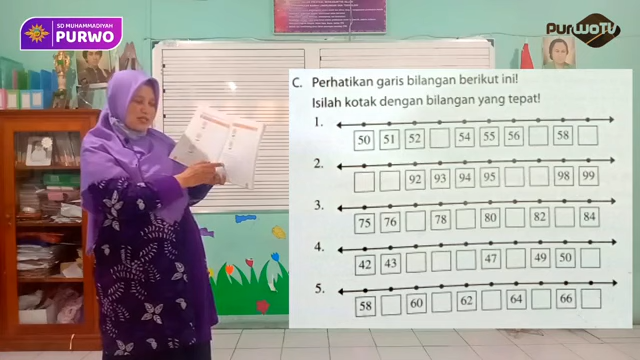 SD MUHAMMADIYAH
PURWO
PURWOTV
C. Perhatikan garis bilangan berikut ini!
Isilah kotak dengan bilangan yang tepat!
1.
50 51 52 54 55 56 58
2.
92 93 94 95 98 99
3.
75 76 78 80 82 84
4.
42 43 47 49 50
5.
58 60 62 64 66